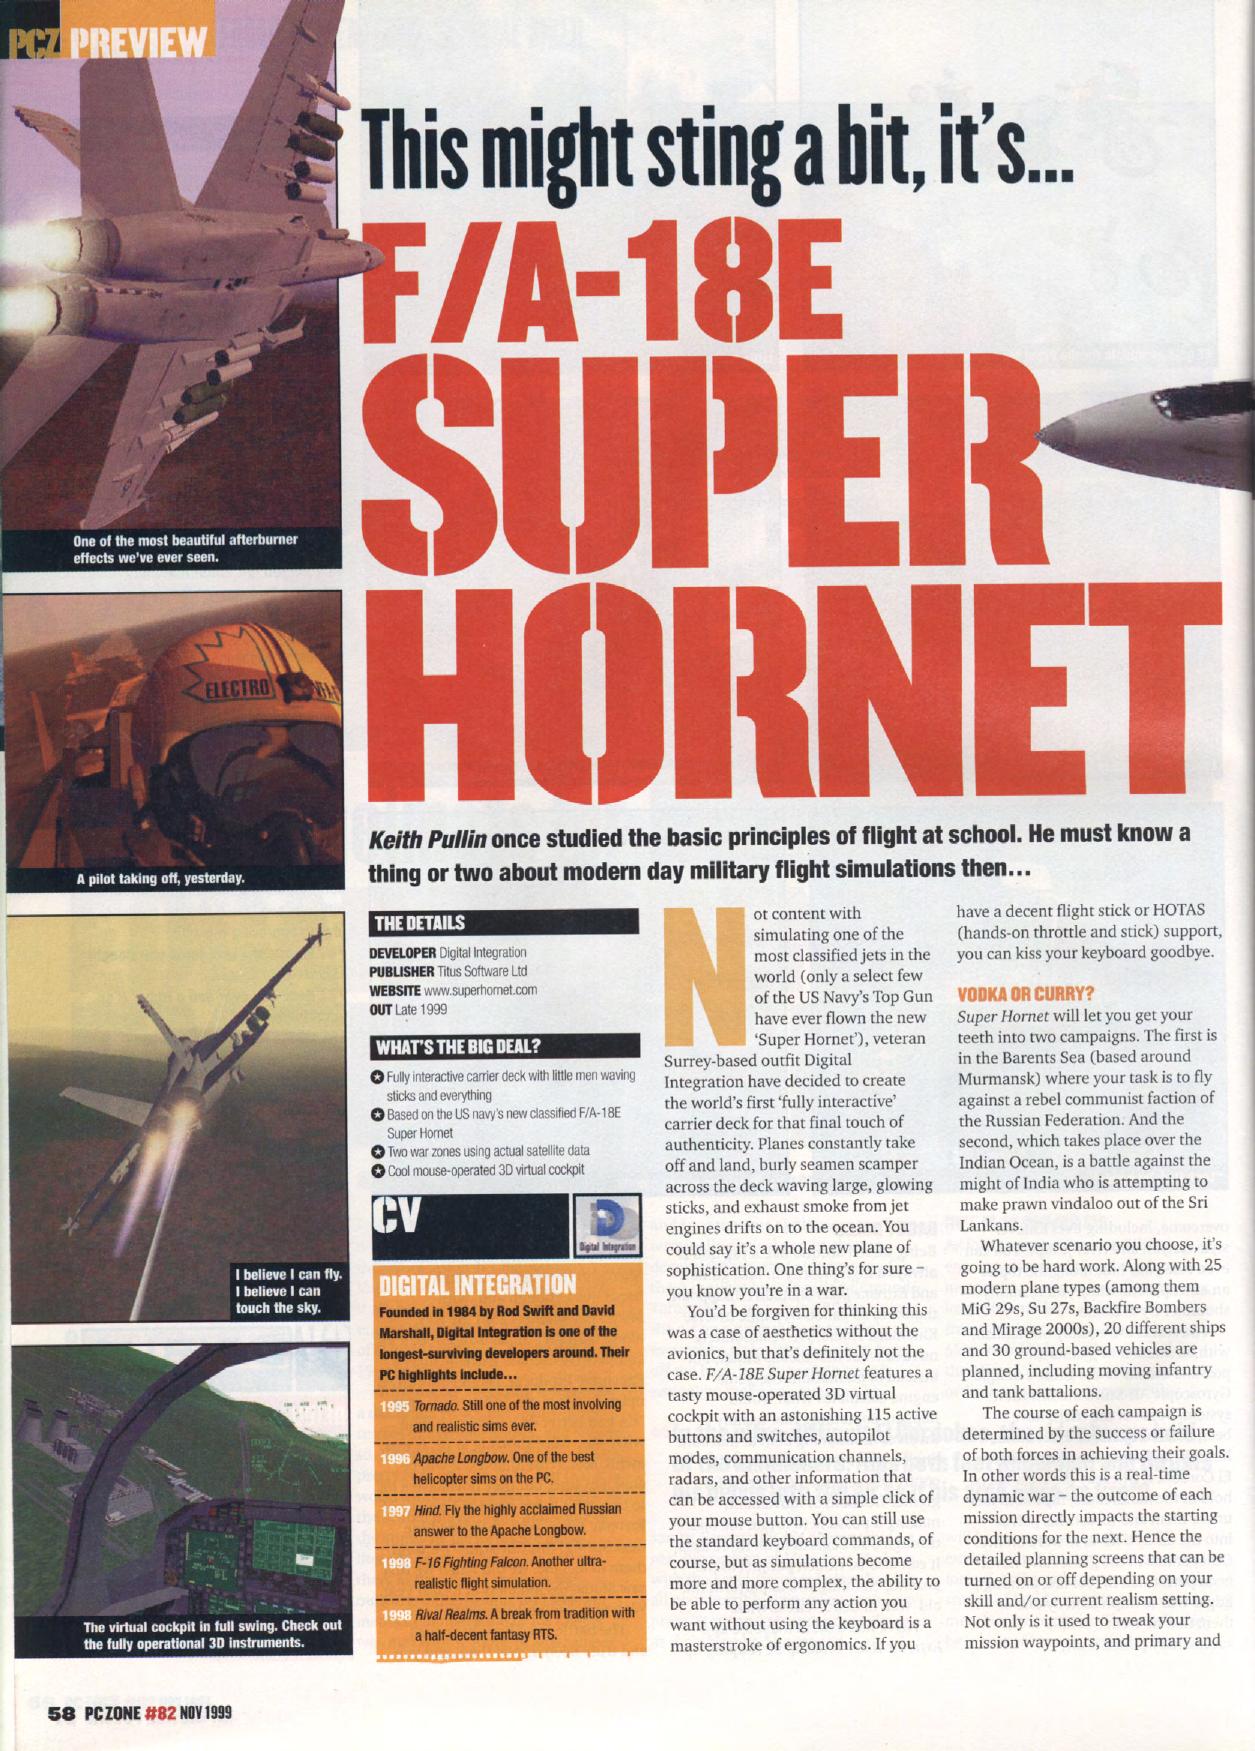 PCZ PREVIEW
This might sting a bit, it's...
F/A-18E
SUPER
HORNET
Keith Pullin once studied the basic principles of flight at school. He must know a
thing or two about modern day military flight simulations then...
One of the most beautiful afterburner
effects we've ever seen.
ELECTRO
A pilot taking off, yesterday.
I believe I can fly.
I believe I can
touch the sky.
The virtual cockpit in full swing. Check out
the fully operational 3D instruments.
THE DETAILS
DEVELOPER Digital Integration
PUBLISHER Titus Software Ltd
WEBSITE www.superhornet.com
OUT Late 1999
WHAT'S THE BIG DEAL?
Fully interactive carrier deck with little men waving
sticks and everything
Based on the US navy's new classified F/A-18E
Super Hornet
Two war zones using actual satellite data
Cool mouse-operated 3D virtual cockpit
CV
Digital Integration
DIGITAL INTEGRATION
Founded in 1984 by Rod Swift and David
Marshall, Digital Integration is one of the
longest-surviving developers around. Their
PC highlights include...
1995 Tornado. Still one of the most involving
and realistic sims ever.
1996 Apache Longbow. One of the best
helicopter sims on the PC.
1997 Hind. Fly the highly acclaimed Russian
answer to the Apache Longbow.
1998 F-16 Fighting Falcon. Another ultra-
realistic flight simulation.
1998 Rival Realms. A break from tradition with
a half-decent fantasy RTS.
Not content with
simulating one of the
most classified jets in the
world (only a select few
of the US Navy's Top Gun
have ever flown the new
'Super Hornet'), veteran
Surrey-based outfit Digital
Integration have decided to create
the world's first 'fully interactive'
carrier deck for that final touch of
authenticity. Planes constantly take
off and land, burly seamen scamper
across the deck waving large, glowing
sticks, and exhaust smoke from jet
engines drifts on to the ocean. You
could say it's a whole new plane of
sophistication. One thing's for sure –
you know you're in a war.
You'd be forgiven for thinking this
was a case of aesthetics without the
avionics, but that's definitely not the
case. F/A-18E Super Hornet features a
tasty mouse-operated 3D virtual
cockpit with an astonishing 115 active
buttons and switches, autopilot
modes, communication channels,
radars, and other information that
can be accessed with a simple click of
your mouse button. You can still use
the standard keyboard commands, of
course, but as simulations become
more and more complex, the ability to
be able to perform any action you
want without using the keyboard is a
masterstroke of ergonomics. If you
have a decent flight stick or HOTAS
(hands-on throttle and stick) support,
you can kiss your keyboard goodbye.
VODKA OR CURRY?
Super Hornet will let you get your
teeth into two campaigns. The first is
in the Barents Sea (based around
Murmansk) where your task is to fly
against a rebel communist faction of
the Russian Federation. And the
second, which takes place over the
Indian Ocean, is a battle against the
might of India who is attempting to
make prawn vindaloo out of the Sri
Lankans.
Whatever scenario you choose, it's
going to be hard work. Along with 25
modern plane types (among them
MiG 29s, Su 27s, Backfire Bombers
and Mirage 2000s), 20 different ships
and 30 ground-based vehicles are
planned, including moving infantry
and tank battalions.
The course of each campaign is
determined by the success or failure
of both forces in achieving their goals.
In other words this is a real-time
dynamic war – the outcome of each
mission directly impacts the starting
conditions for the next. Hence the
detailed planning screens that can be
turned on or off depending on your
skill and/or current realism setting.
Not only is it used to tweak your
mission waypoints, and primary and
58 PC ZONE #82 NOV 1999